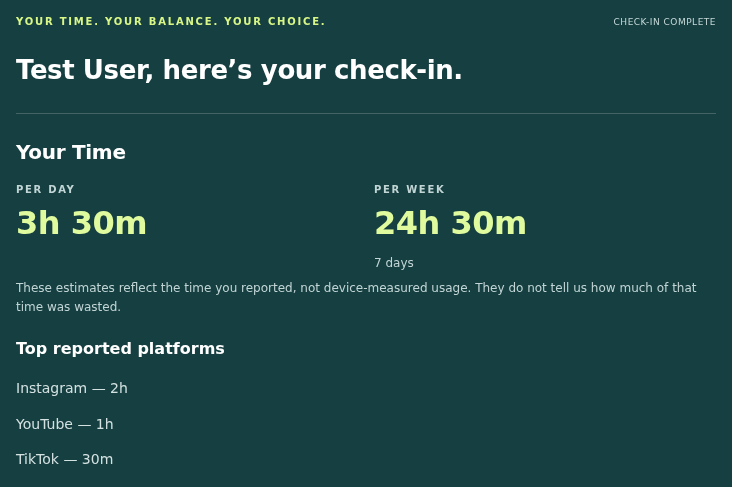 YOUR TIME. YOUR BALANCE. YOUR CHOICE.
CHECK-IN COMPLETE
Test User, here’s your check-in.
Your Time
PER DAY
3h 30m
PER WEEK
24h 30m
7 days
These estimates reflect the time you reported, not device-measured usage. They do not tell us how much of that
time was wasted.
Top reported platforms
Instagram — 2h
YouTube — 1h
TikTok — 30m